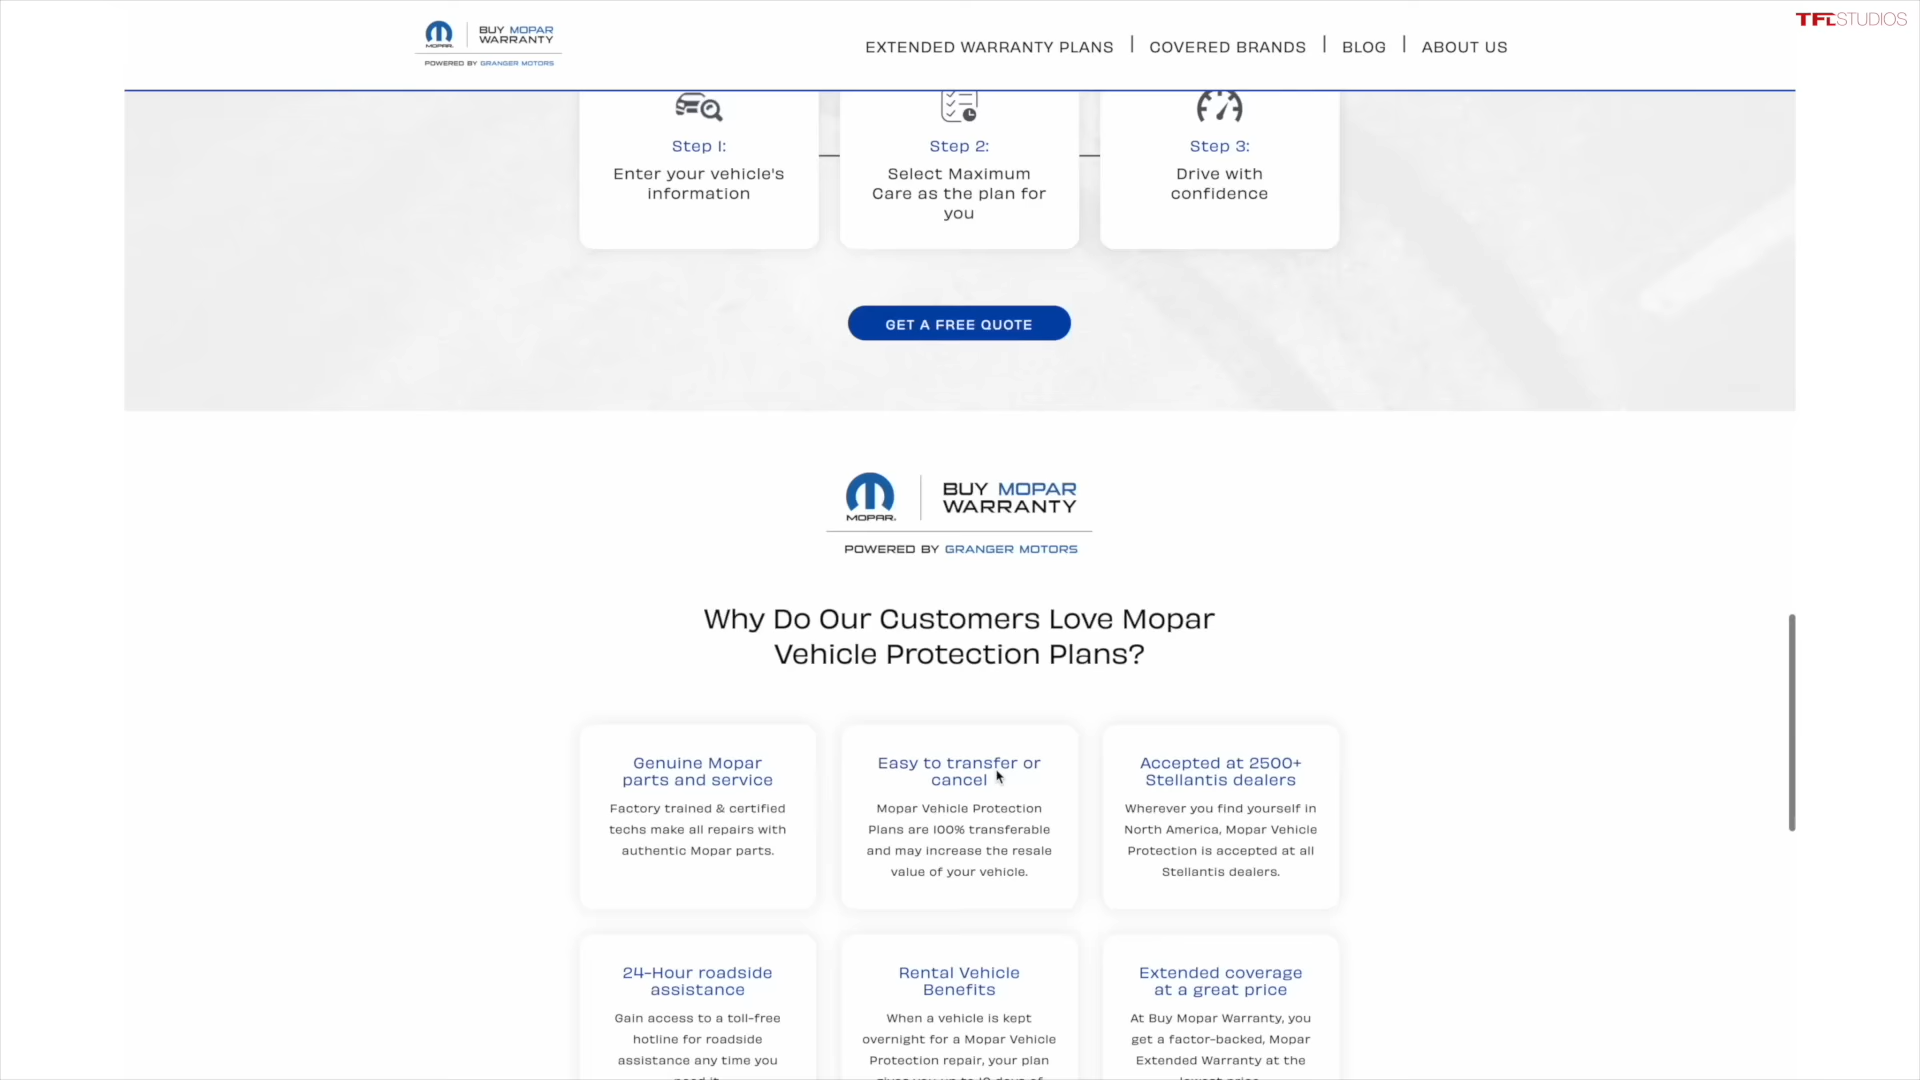 TFLSTUDIOS
BUY MOPAR
WARRANTY
MOPAR.
POWERED BY GRANGER MOTORS
EXTENDED WARRANTY PLANS | COVERED BRANDS | BLOG | ABOUT US
Step 1:
Enter your vehicle's
information
Step 2:
Select Maximum
Care as the plan for
you
Step 3:
Drive with
confidence
GET A FREE QUOTE
BUY MOPAR
WARRANTY
MOPAR.
POWERED BY GRANGER MOTORS
Why Do Our Customers Love Mopar
Vehicle Protection Plans?
Genuine Mopar
parts and service
Factory trained & certified
techs make all repairs with
authentic Mopar parts.
Easy to transfer or
cancel
Mopar Vehicle Protection
Plans are 100% transferable
and may increase the resale
value of your vehicle.
Accepted at 2500+
Stellantis dealers
Wherever you find yourself in
North America, Mopar Vehicle
Protection is accepted at all
Stellantis dealers.
24-Hour roadside
assistance
Gain access to a toll-free
hotline for roadside
assistance any time you
Rental Vehicle
Benefits
When a vehicle is kept
overnight for a Mopar Vehicle
Protection repair, your plan
Extended coverage
at a great price
At Buy Mopar Warranty, you
get a factor-backed, Mopar
Extended Warranty at the